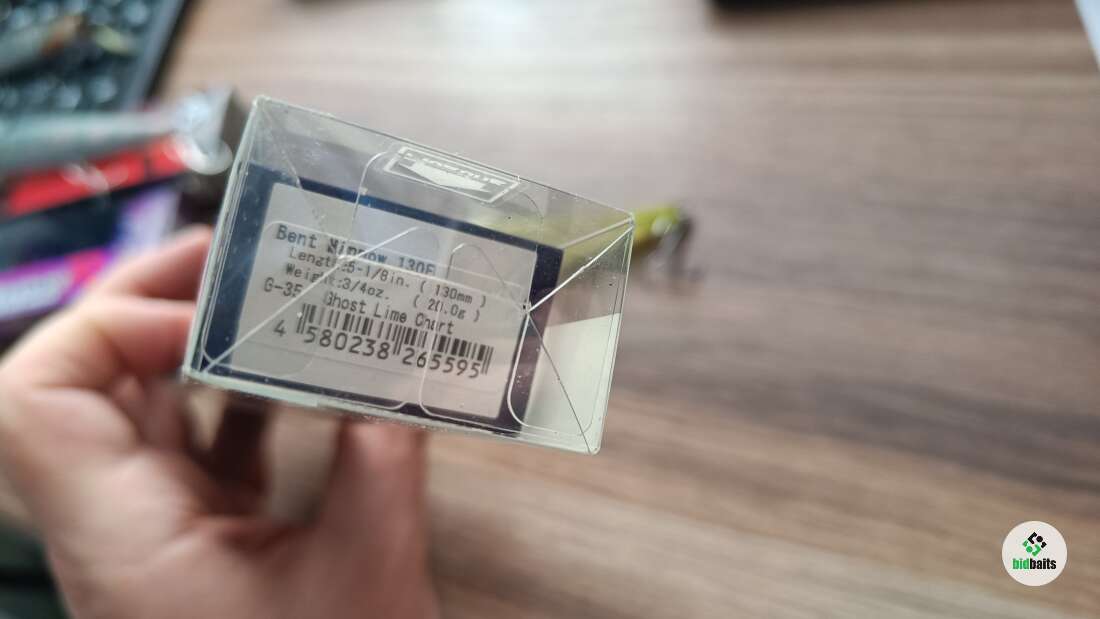 Bent Minnow 130F
Length:5-1/8in. ( 130mm )
Weight:3/4oz. ( 20.0g )
G-35 Ghost Lime Chart
4 580238 265595
bidbaits